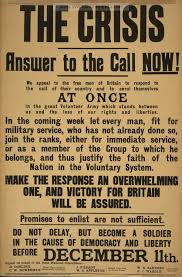 THE CRISIS
Answer to the Call NOW!
We appeal to the free men of Britain to respond to
the call of their country and to enrol themselves
AT ONCE
in the great Volunteer Army which stands between
us and the loss of our rights and liberties.
In the coming week let every man, fit for
military service, who has not already done so,
join the ranks, either for immediate service,
or as a member of the Group to which he
belongs, and thus justify the faith of the
Nation in the Voluntary System.
MAKE THE RESPONSE AN OVERWHELMING
ONE, AND VICTORY FOR BRITAIN
WILL BE ASSURED.
Promises to enlist are not sufficient.
DO NOT DELAY, BUT BECOME A SOLDIER
IN THE CAUSE OF DEMOCRACY AND LIBERTY
BEFORE DECEMBER 11th.